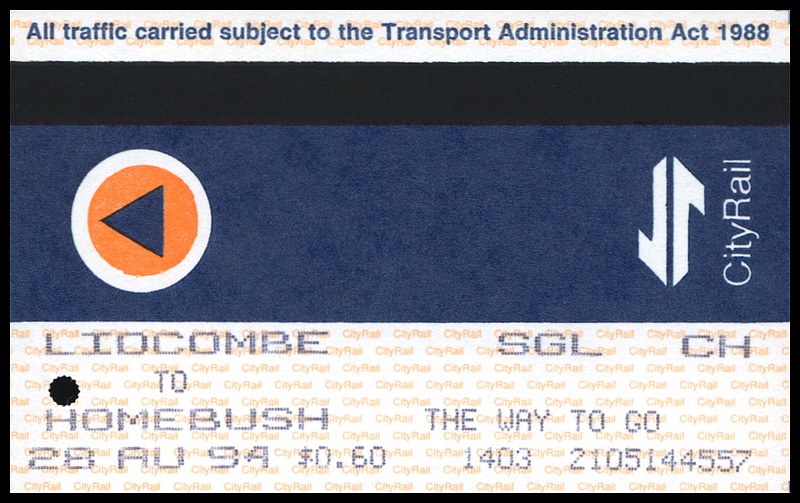 All traffic carried subject to the Transport Administration Act 1988
CityRail
LIDCOMBE SGL CH
TO
HOMEBUSH THE WAY TO GO
28 AU 94 $0.60 1403 2105144557